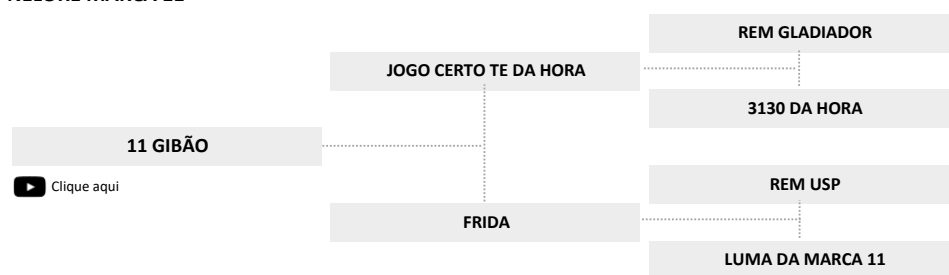 REM GLADIADOR
JOGO CERTO TE DA HORA
3130 DA HORA
11 GIBÃO
Clique aqui
REM USP
FRIDA
LUMA DA MARCA 11